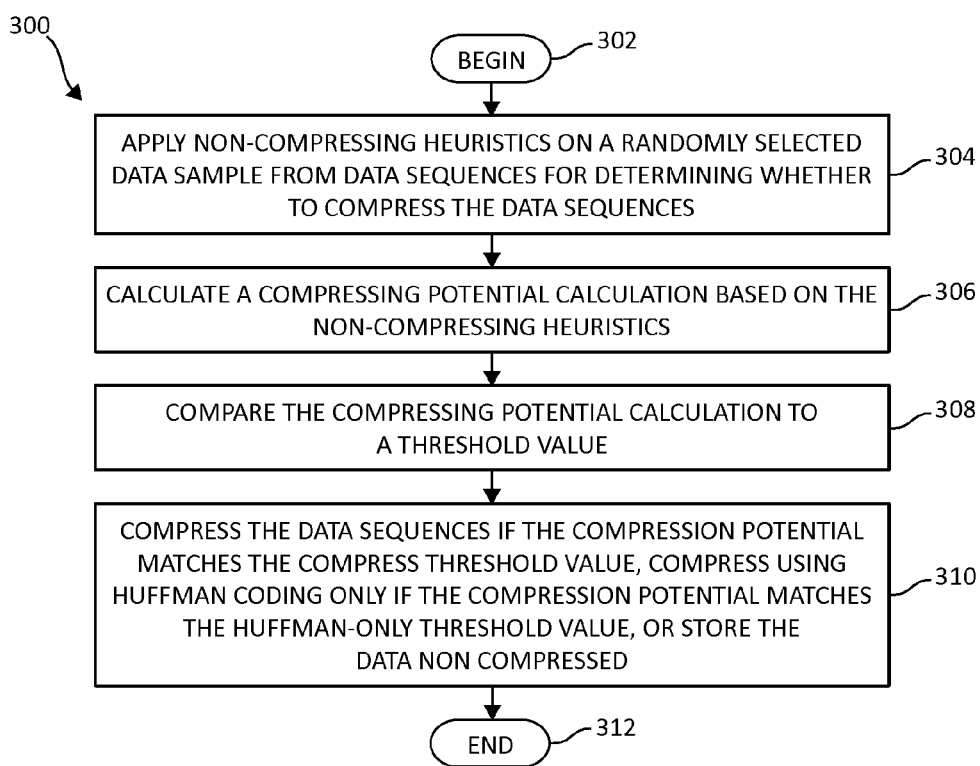 300
BEGIN
302
APPLY NON-COMPRESSING HEURISTICS ON A RANDOMLY SELECTED
DATA SAMPLE FROM DATA SEQUENCES FOR DETERMINING WHETHER
TO COMPRESS THE DATA SEQUENCES
304
CALCULATE A COMPRESSING POTENTIAL CALCULATION BASED ON THE
NON-COMPRESSING HEURISTICS
306
COMPARE THE COMPRESSING POTENTIAL CALCULATION TO
A THRESHOLD VALUE
308
COMPRESS THE DATA SEQUENCES IF THE COMPRESSION POTENTIAL
MATCHES THE COMPRESS THRESHOLD VALUE, COMPRESS USING
HUFFMAN CODING ONLY IF THE COMPRESSION POTENTIAL MATCHES
THE HUFFMAN-ONLY THRESHOLD VALUE, OR STORE THE
DATA NON COMPRESSED
310
END
312